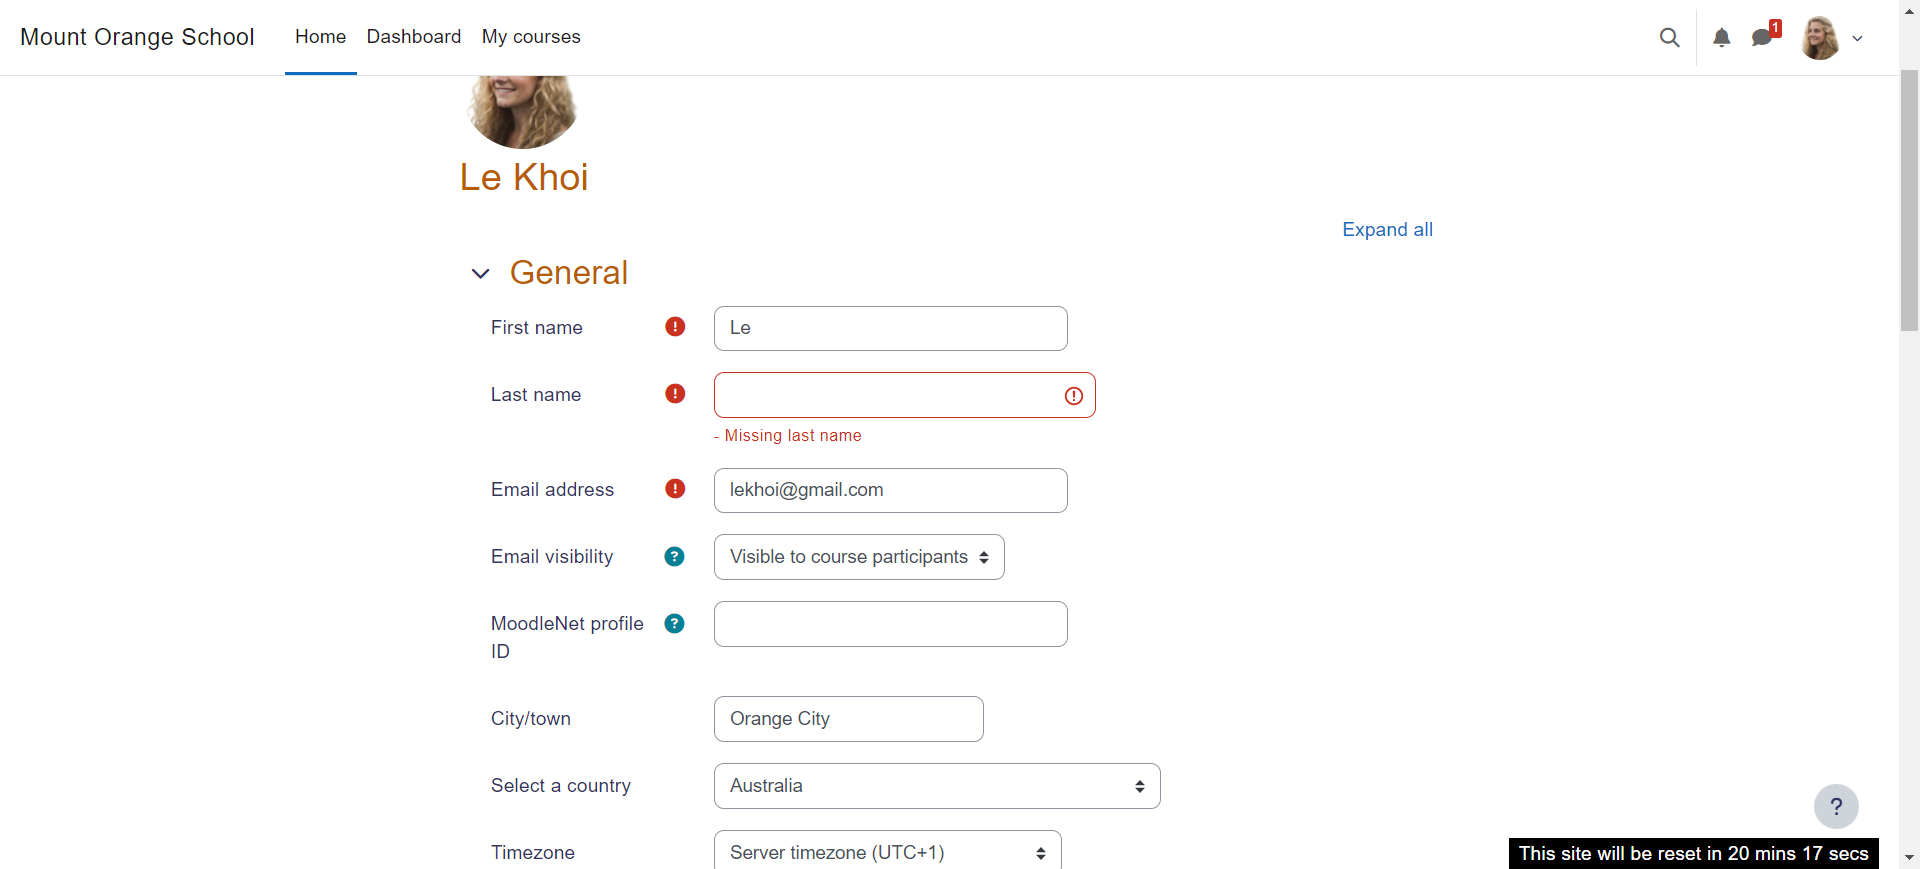 Mount Orange School Home Dashboard My courses 1
Le Khoi
Expand all
General
First name ! Le
Last name ! !
- Missing last name
Email address ! lekhoi@gmail.com
Email visibility ? Visible to course participants
MoodleNet profile ID ?
City/town Orange City
Select a country Australia
?
Timezone Server timezone (UTC+1)
This site will be reset in 20 mins 17 secs